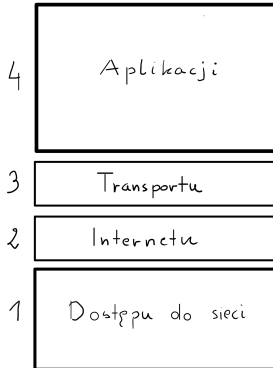 4 Aplikacji
3 Transportu
2 Internetu
1 Dostępu do sieci